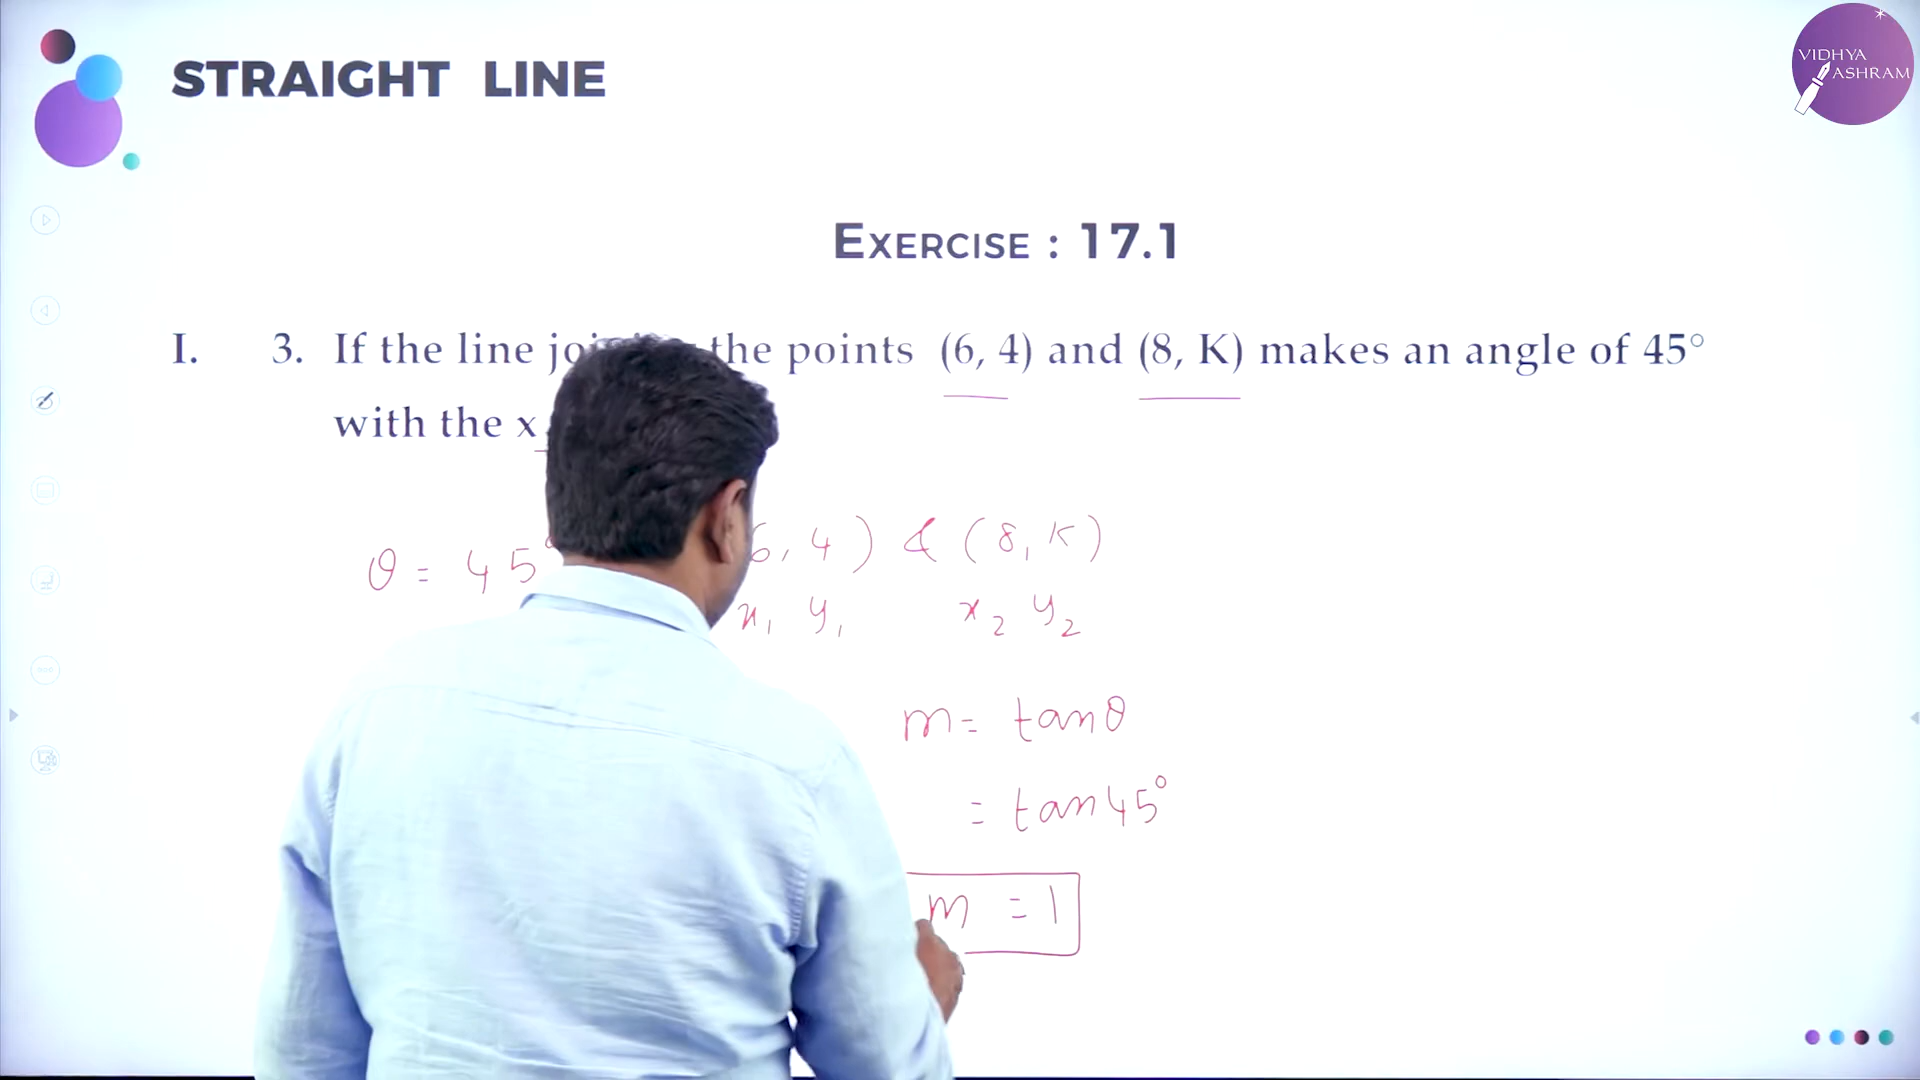 STRAIGHT LINE
VIDHYA
ASHRAM
EXERCISE : 17.1
I. 3. If the line the points (6, 4) and (8, K) makes an angle of 45°
with the x
θ = 45° 6, 4) & (8, K)
x₁ y₁ x₂ y₂
m = tanθ
= tan45°
m = 1